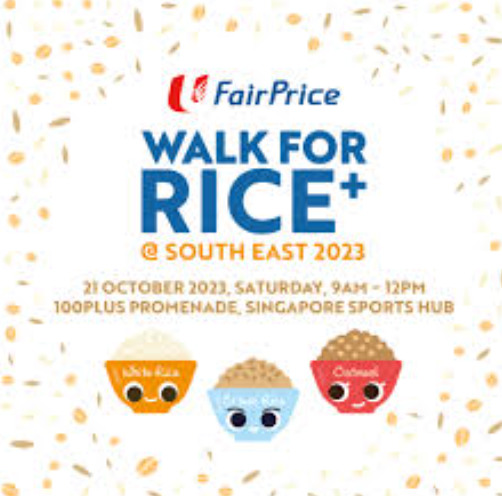 FairPrice
WALK FOR
RICE+
@ SOUTH EAST 2023
21 OCTOBER 2023, SATURDAY, 9AM - 12PM
100PLUS PROMENADE, SINGAPORE SPORTS HUB
White Rice
Brown Rice
Oatmeal